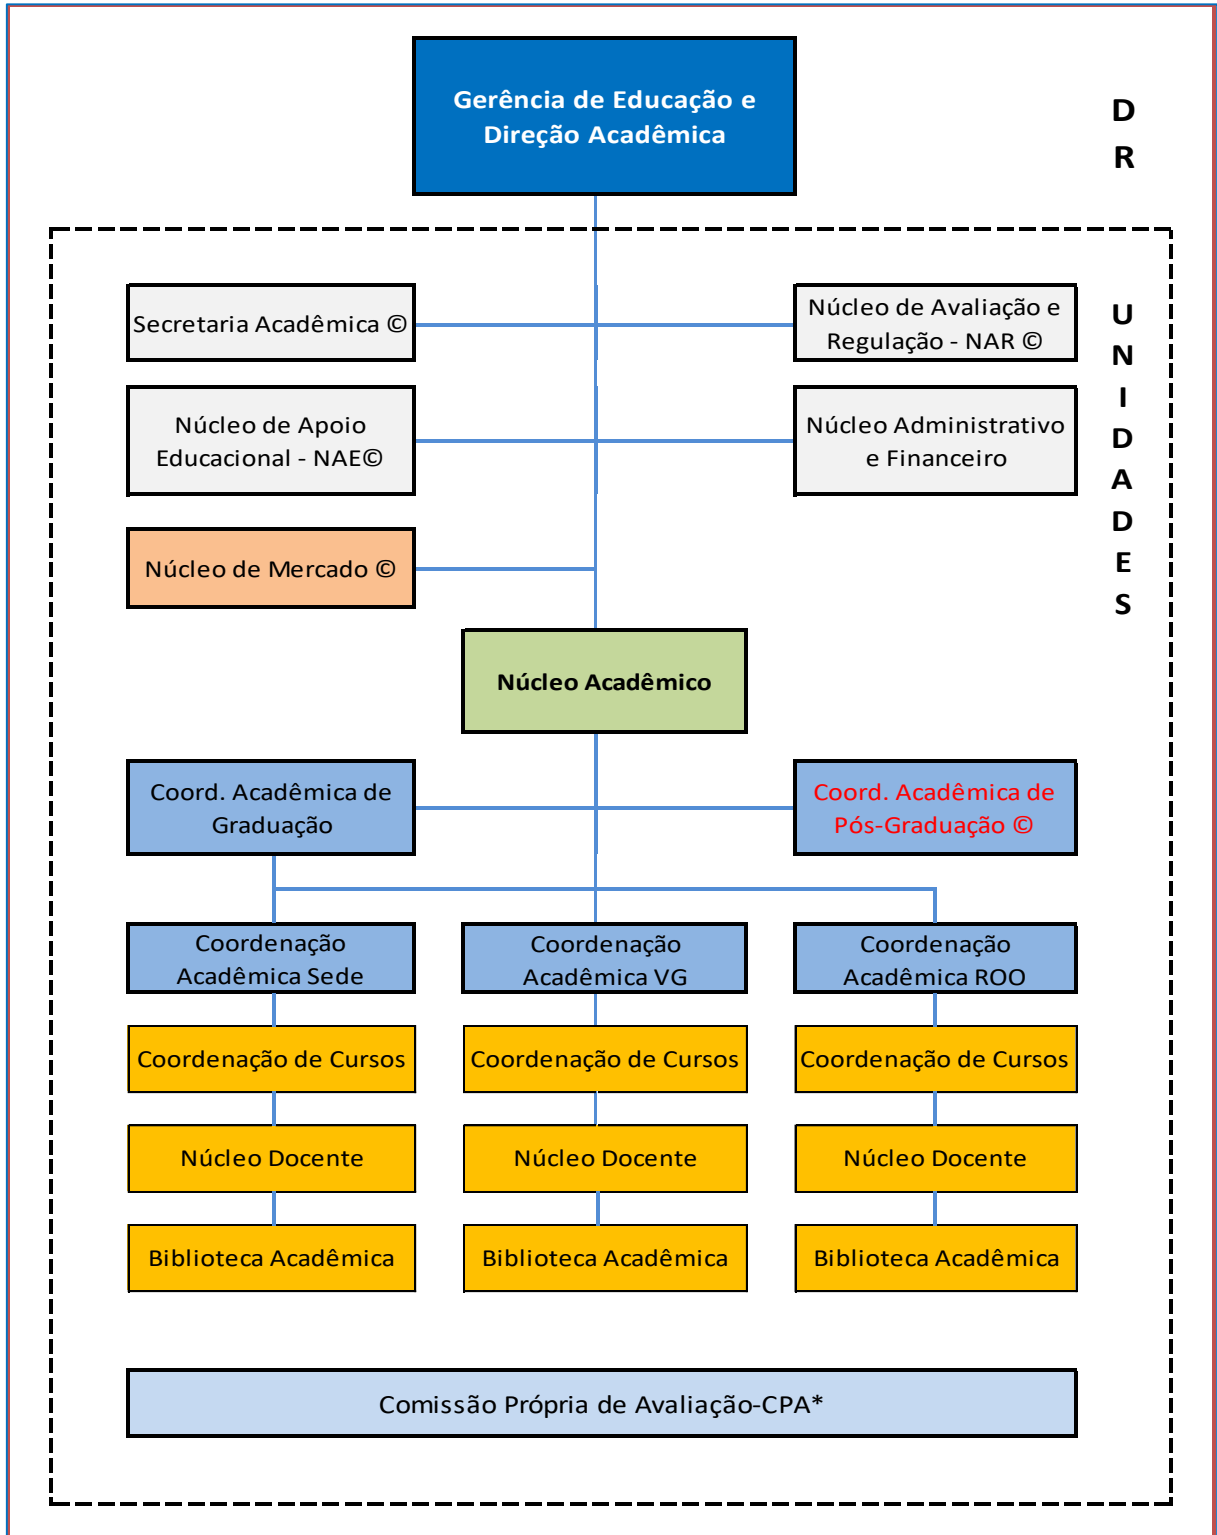 Gerência de Educação e
Direção Acadêmica
D
R
Secretaria Acadêmica ©
Núcleo de Avaliação e
Regulação - NAR ©
U
N
I
D
A
D
E
S
Núcleo de Apoio
Educacional - NAE©
Núcleo Administrativo
e Financeiro
Núcleo de Mercado ©
Núcleo Acadêmico
Coord. Acadêmica de
Graduação
Coord. Acadêmica de
Pós-Graduação ©
Coordenação
Acadêmica Sede
Coordenação
Acadêmica VG
Coordenação
Acadêmica ROO
Coordenação de Cursos
Coordenação de Cursos
Coordenação de Cursos
Núcleo Docente
Núcleo Docente
Núcleo Docente
Biblioteca Acadêmica
Biblioteca Acadêmica
Biblioteca Acadêmica
Comissão Própria de Avaliação-CPA*